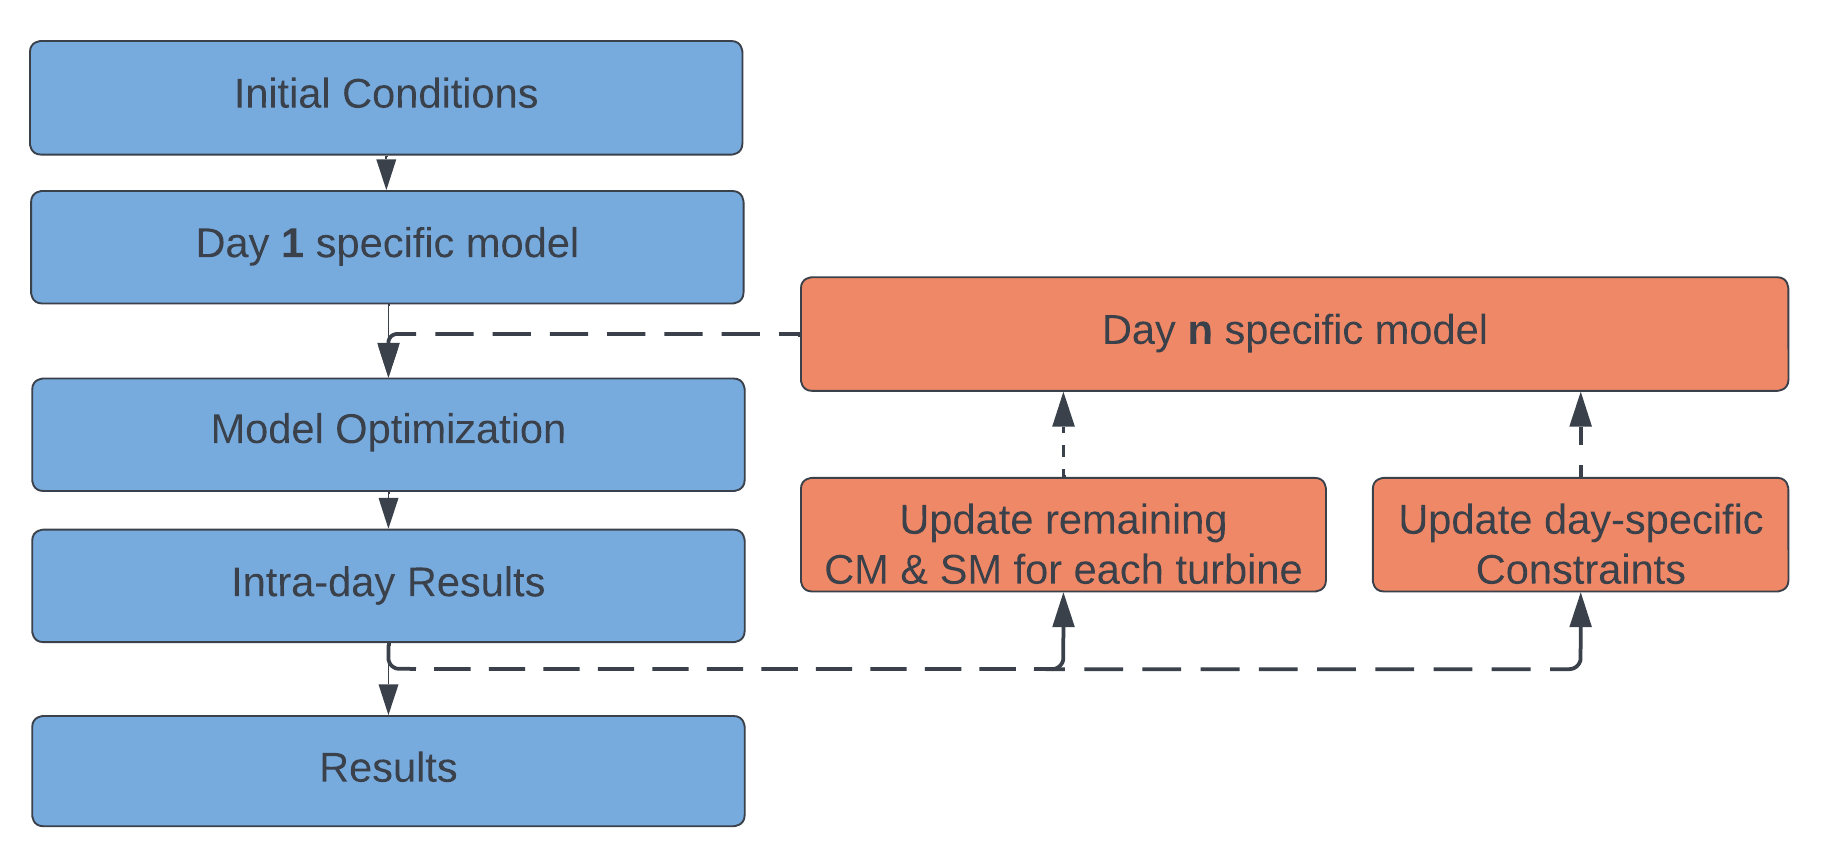 Initial Conditions
Day 1 specific model
Day n specific model
Model Optimization
Update remaining
CM & SM for each turbine
Update day-specific
Constraints
Intra-day Results
Results